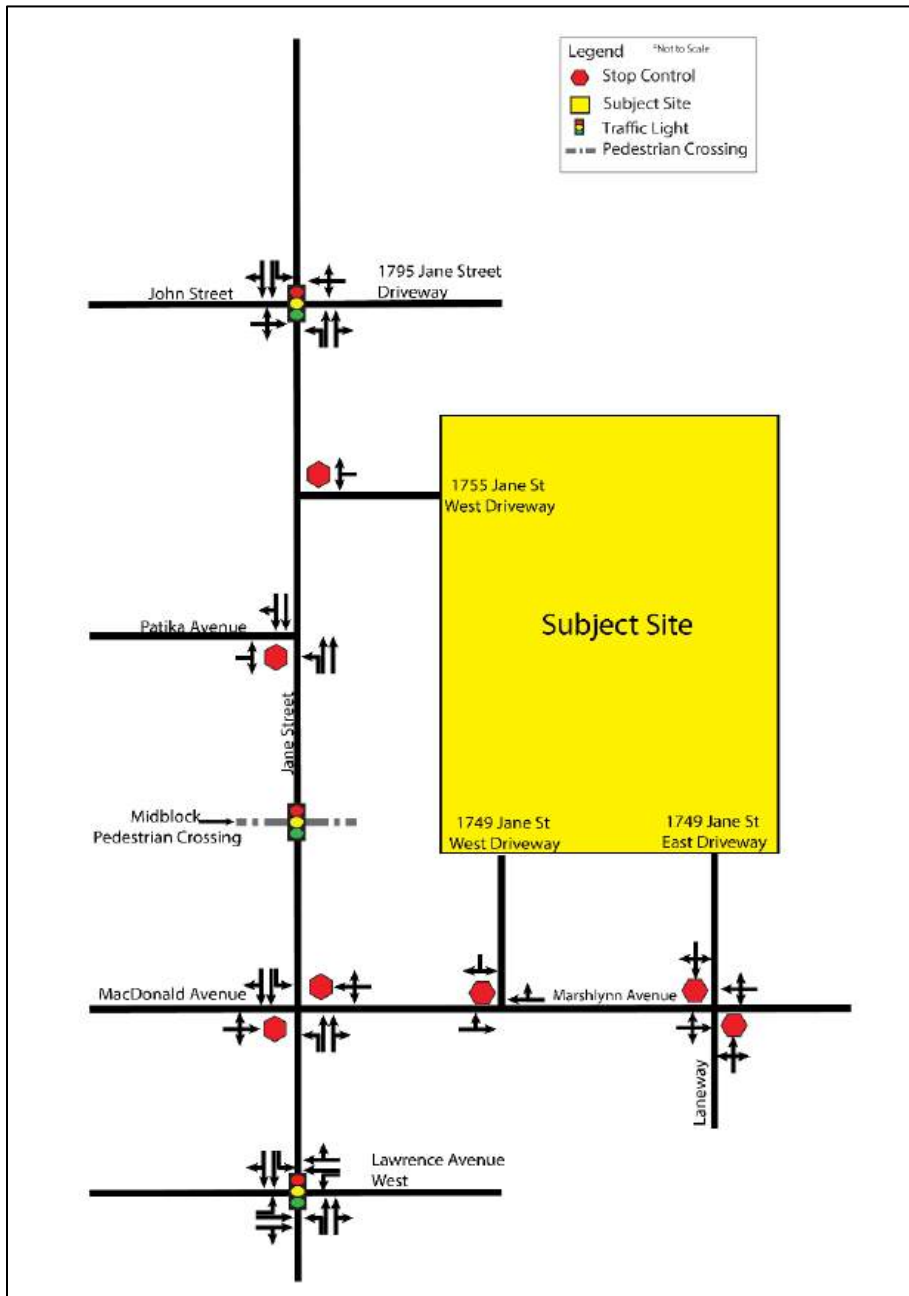 Legend
*Not to Scale
Stop Control
Subject Site
Traffic Light
Pedestrian Crossing
John Street
1795 Jane Street
Driveway
1755 Jane St
West Driveway
Subject Site
Patika Avenue
Jane Street
Midblock
Pedestrian Crossing
1749 Jane St
West Driveway
1749 Jane St
East Driveway
MacDonald Avenue
Marshlynn Avenue
Laneway
Lawrence Avenue
West